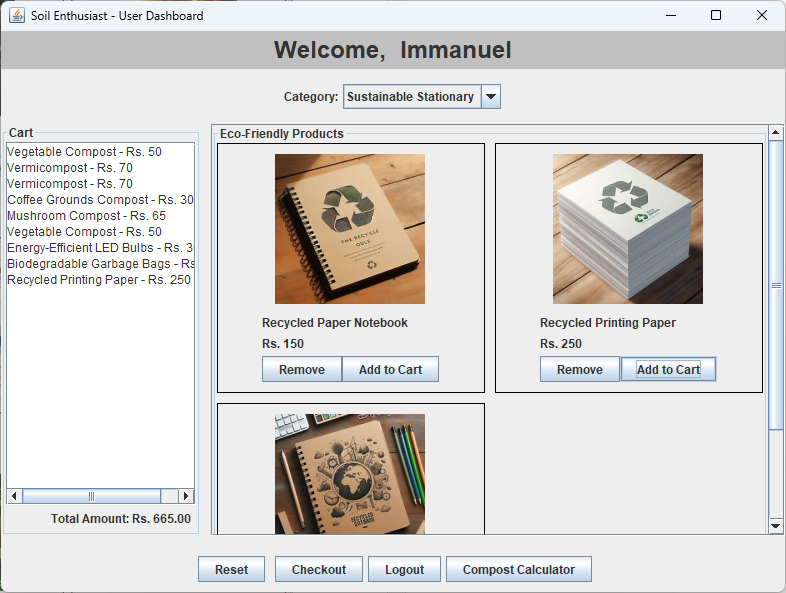 Soil Enthusiast - User Dashboard
Welcome, Immanuel
Category: Sustainable Stationary
Cart
Vegetable Compost - Rs. 50
Vermicompost - Rs. 70
Vermicompost - Rs. 70
Coffee Grounds Compost - Rs. 30
Mushroom Compost - Rs. 65
Vegetable Compost - Rs. 50
Energy-Efficient LED Bulbs - Rs. 3
Biodegradable Garbage Bags - Rs
Recycled Printing Paper - Rs. 250
Total Amount: Rs. 665.00
Eco-Friendly Products
THE RECYCLE
OULE
Recycled Paper Notebook
Rs. 150
Remove Add to Cart
Recycled Printing Paper
Rs. 250
Remove Add to Cart
RECYCLED
Reset Checkout Logout Compost Calculator